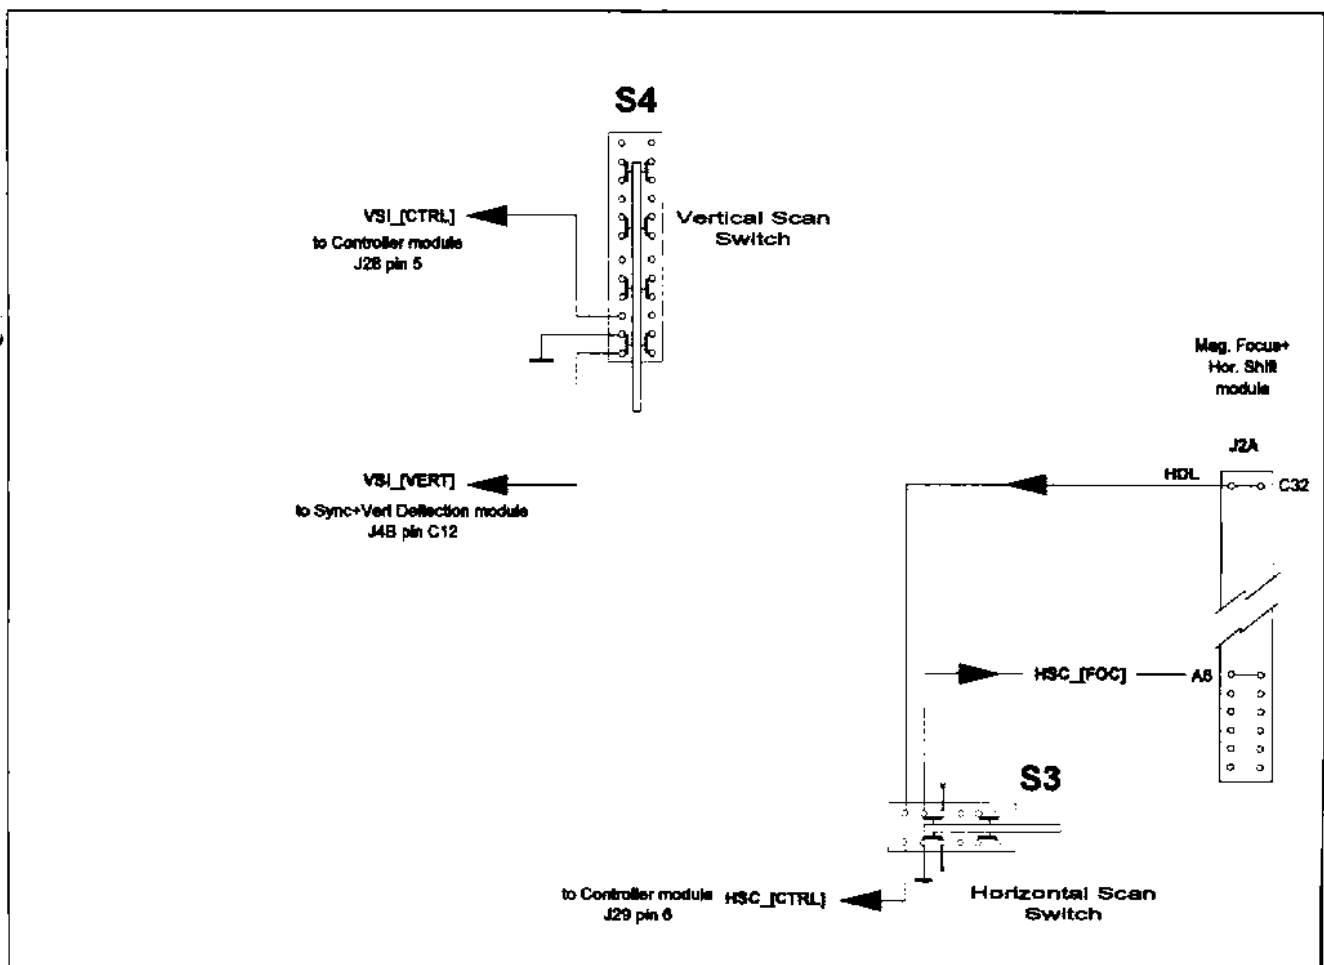 S4
VSI_[CTRL]
to Controller module
J28 pin 5
Vertical Scan
Switch
Mag. Focus+
Hor. Shift
module
J2A
VSI_[VERT]
to Sync+Vert Deflection module
J4B pin C12
HDL
C32
HSC_[FOC]
A6
S3
to Controller module
J29 pin 6
HSC_[CTRL]
Horizontal Scan
Switch